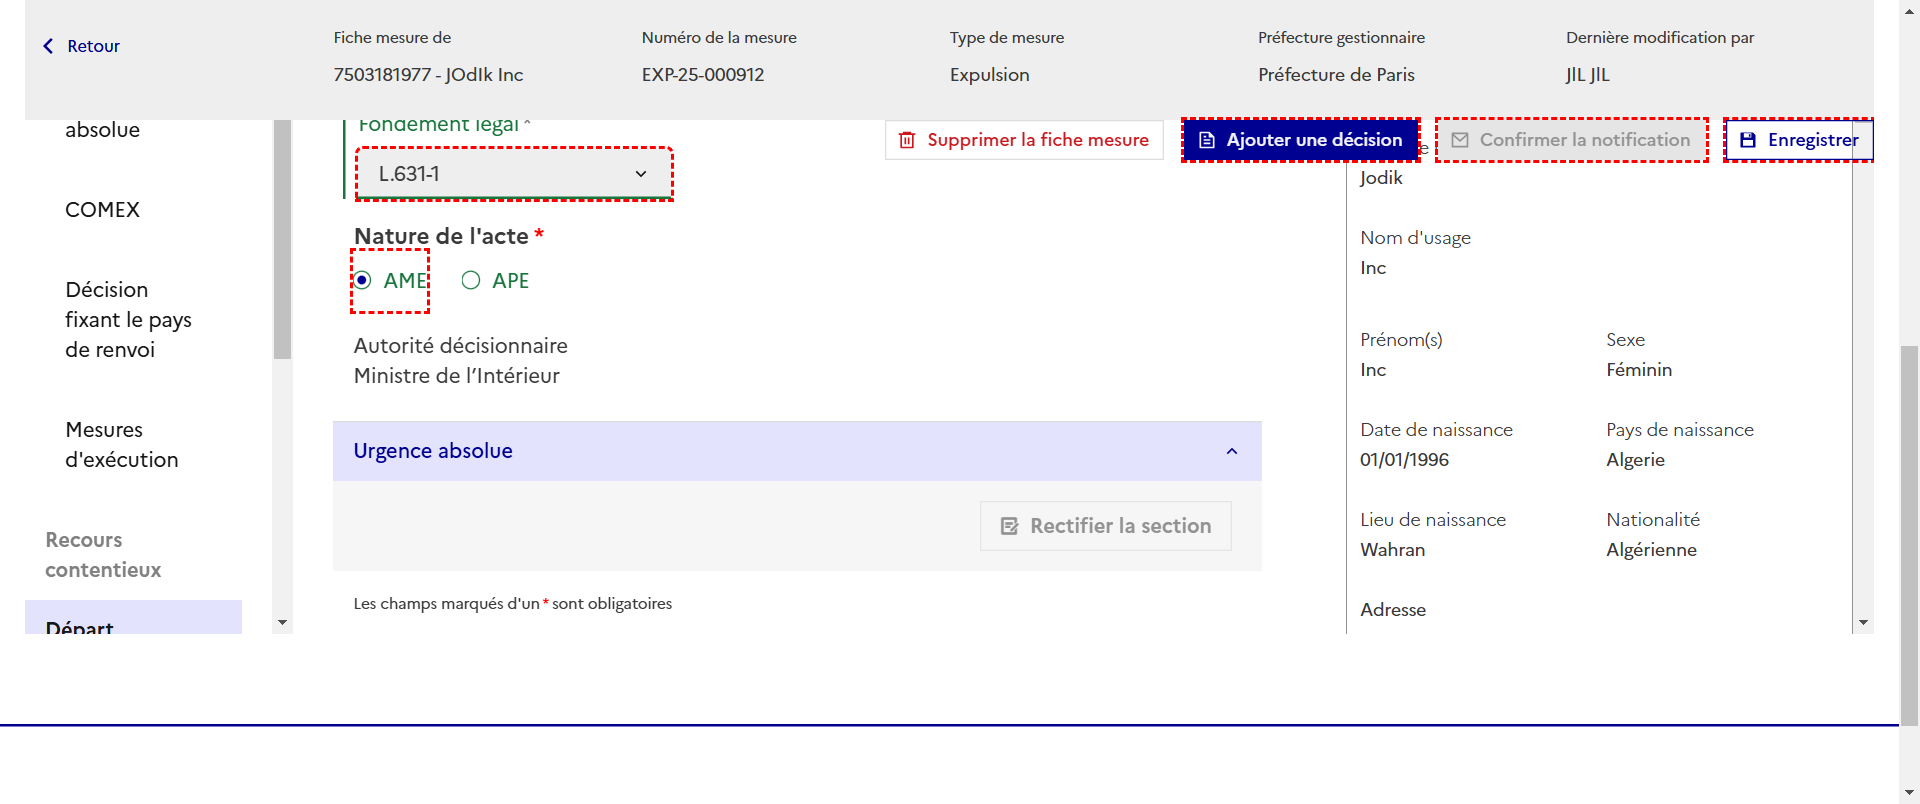 Retour
Fiche mesure de
7503181977 - JOdIk Inc
Numéro de la mesure
EXP-25-000912
Type de mesure
Expulsion
Préfecture gestionnaire
Préfecture de Paris
Dernière modification par
JlL JlL
absolue
COMEX
Décision
fixant le pays
de renvoi
Mesures
d'exécution
Recours
contentieux
Départ
Fondement légal *
L.631-1
Supprimer la fiche mesure
Ajouter une décision
Confirmer la notification
Enregistrer
Nature de l'acte *
AME
APE
Autorité décisionnaire
Ministre de l’Intérieur
Urgence absolue
Rectifier la section
Les champs marqués d'un * sont obligatoires
Jodik
Nom d'usage
Inc
Prénom(s)
Inc
Sexe
Féminin
Date de naissance
01/01/1996
Pays de naissance
Algerie
Lieu de naissance
Wahran
Nationalité
Algérienne
Adresse